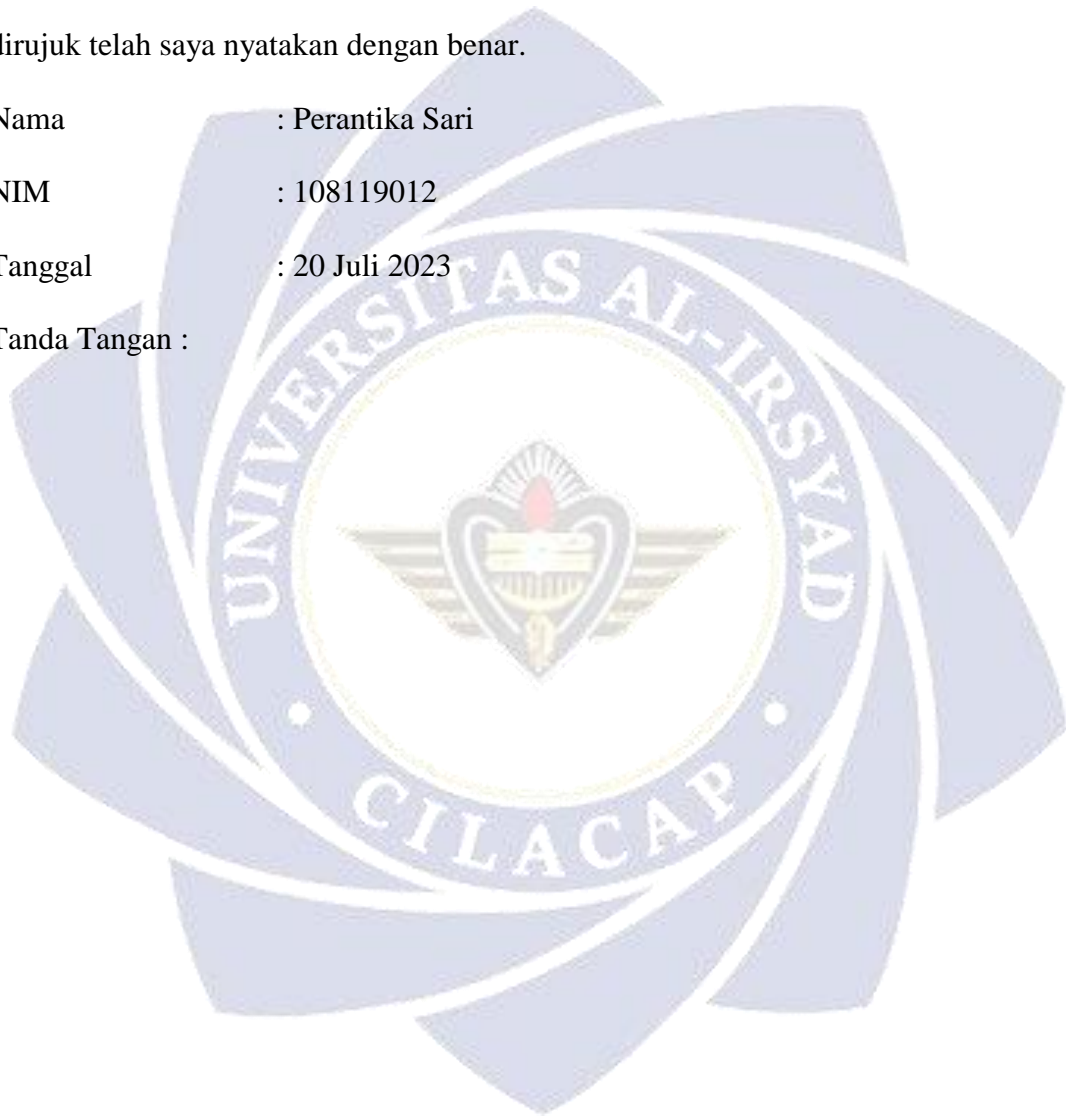 dirujuk telah saya nyatakan dengan benar.
Nama : Perantika Sari
NIM : 108119012
Tanggal : 20 Juli 2023
Tanda Tangan :
UNIVERSITAS AL-IRSYAD
CILACAP